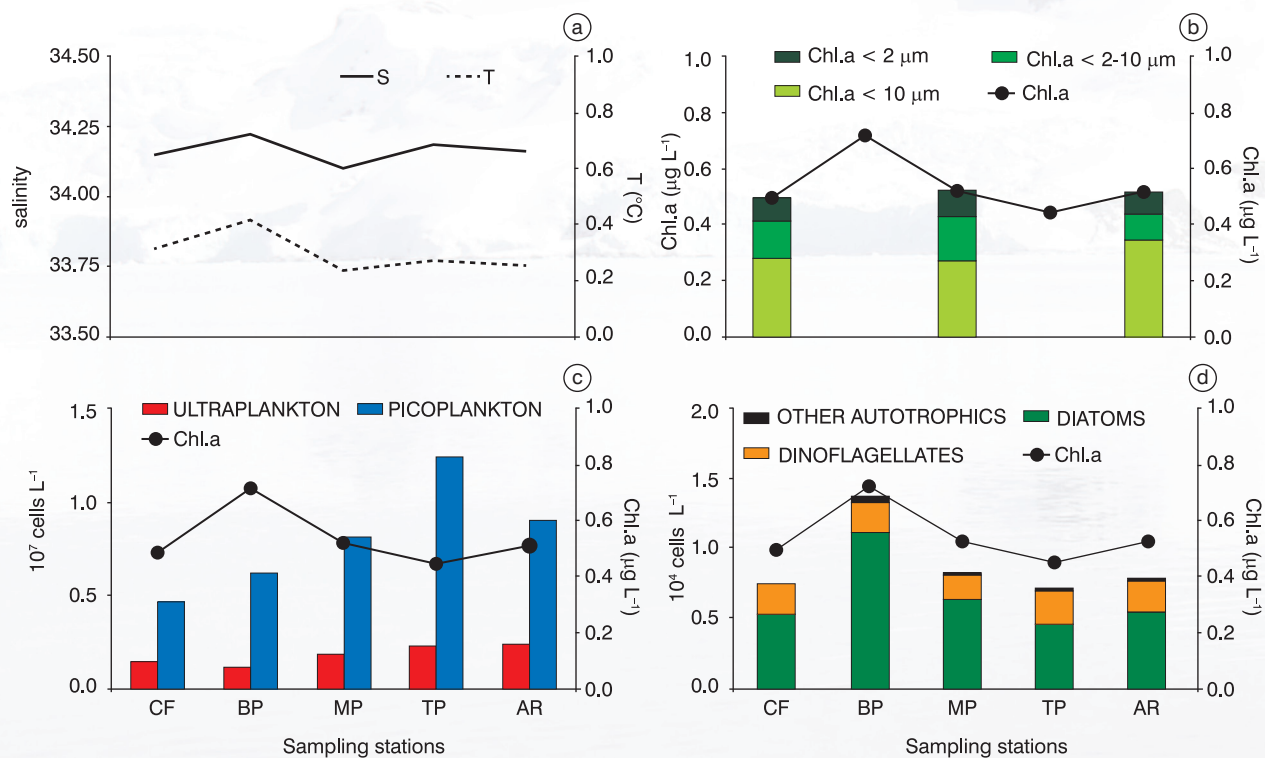 a
34.50
34.25
34.00
33.75
33.50
salinity
S
T
1.0
0.8
0.6
0.4
0.2
0.0
T (°C)
b
1.0
0.8
0.6
0.4
0.2
0.0
Chl.a (µg L⁻¹)
Chl.a < 2 µm
Chl.a < 2-10 µm
Chl.a < 10 µm
Chl.a
1.0
0.8
0.6
0.4
0.2
0.0
Chl.a (µg L⁻¹)
c
1.5
1.0
0.5
0.0
10⁷ cells L⁻¹
ULTRAPLANKTON
PICOPLANKTON
Chl.a
1.0
0.8
0.6
0.4
0.2
0.0
Chl.a (µg L⁻¹)
CF
BP
MP
TP
AR
Sampling stations
d
2.0
1.5
1.0
0.5
0.0
10⁴ cells L⁻¹
OTHER AUTOTROPHICS
DIATOMS
DINOFLAGELLATES
Chl.a
1.0
0.8
0.6
0.4
0.2
0.0
Chl.a (µg L⁻¹)
CF
BP
MP
TP
AR
Sampling stations